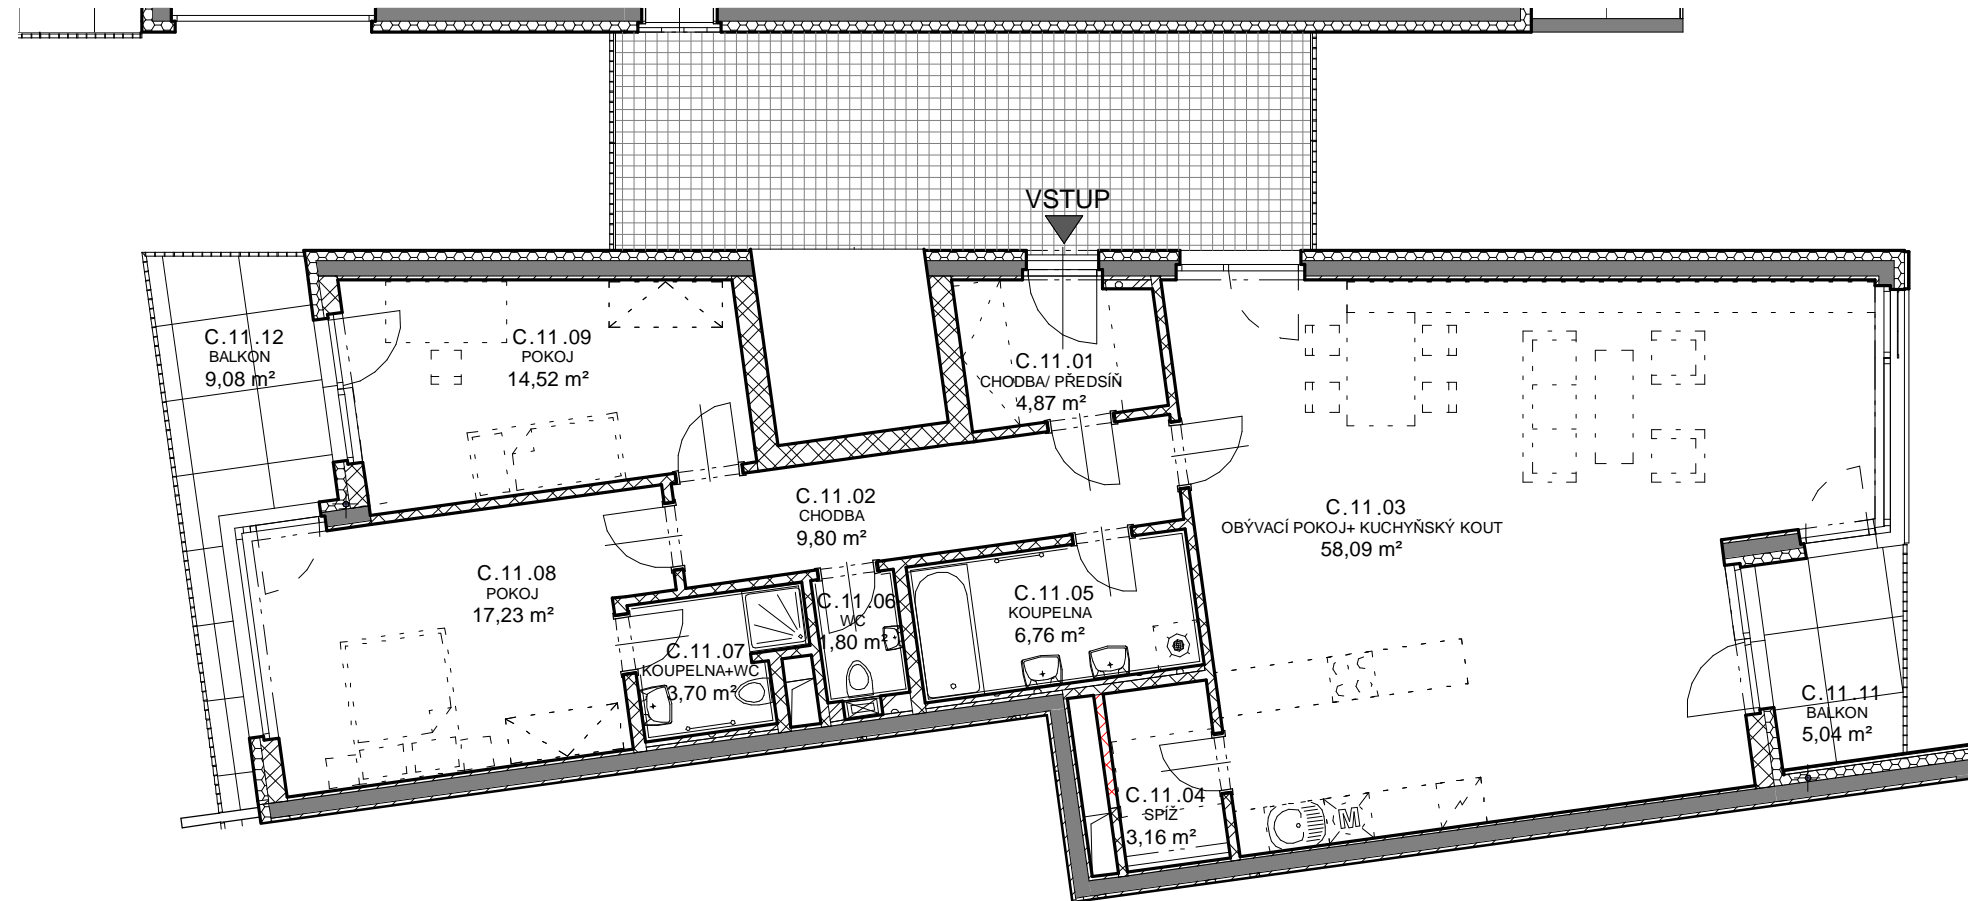 VSTUP
C.11.12
BALKON
9,08 m²
C.11.09
POKOJ
14,52 m²
C.11.01
CHODBA/ PŘEDSÍŇ
4,87 m²
C.11.02
CHODBA
9,80 m²
C.11.03
OBÝVACÍ POKOJ+ KUCHYŇSKÝ KOUT
58,09 m²
C.11.08
POKOJ
17,23 m²
C.11.07
KOUPELNA+WC
3,70 m²
C.11.06
WC
1,80 m²
C.11.05
KOUPELNA
6,76 m²
C.11.11
BALKON
5,04 m²
C.11.04
SPÍŽ
3,16 m²
M